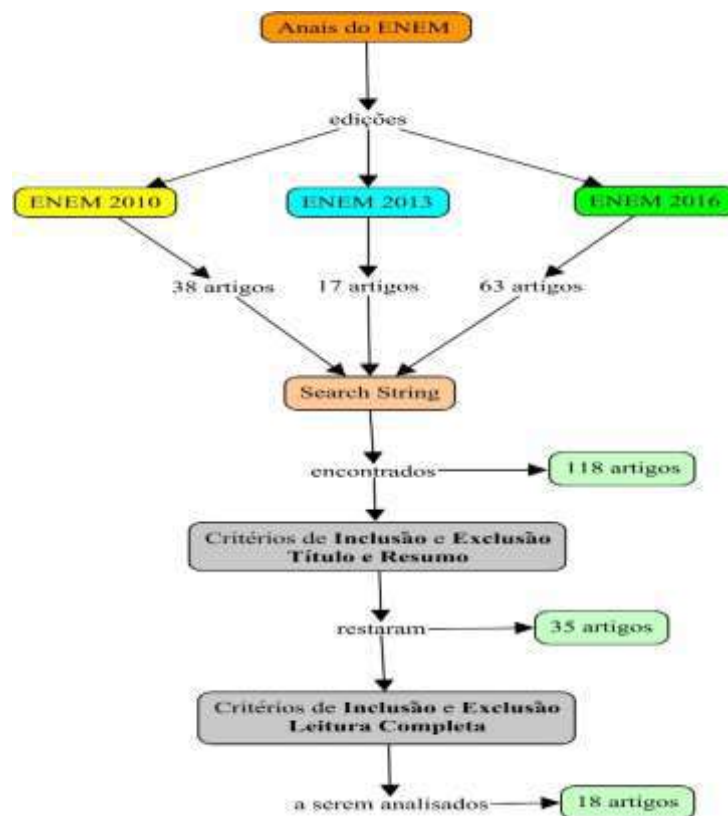 Anais do ENEM
edições
ENEM 2010
ENEM 2013
ENEM 2016
38 artigos
17 artigos
63 artigos
Search String
encontrados
118 artigos
Critérios de Inclusão e Exclusão
Título e Resumo
restaram
35 artigos
Critérios de Inclusão e Exclusão
Leitura Completa
a serem analisados
18 artigos